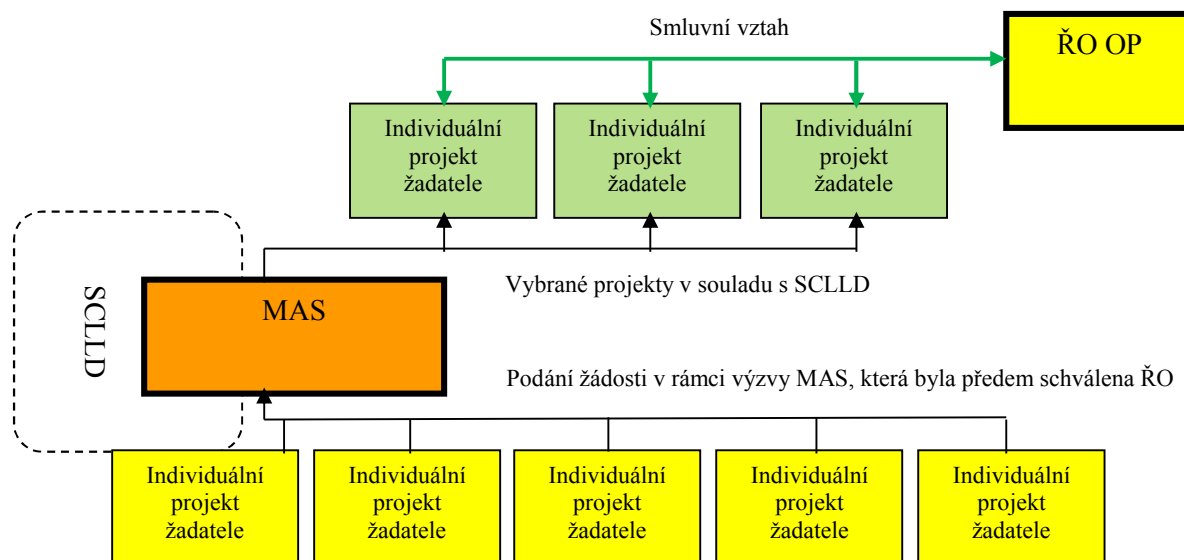 Smluvní vztah
ŘO OP
Individuální
projekt
žadatele
Individuální
projekt
žadatele
Individuální
projekt
žadatele
SCLLD
MAS
Vybrané projekty v souladu s SCLLD
Podání žádosti v rámci výzvy MAS, která byla předem schválena ŘO
Individuální
projekt
žadatele
Individuální
projekt
žadatele
Individuální
projekt
žadatele
Individuální
projekt
žadatele
Individuální
projekt
žadatele